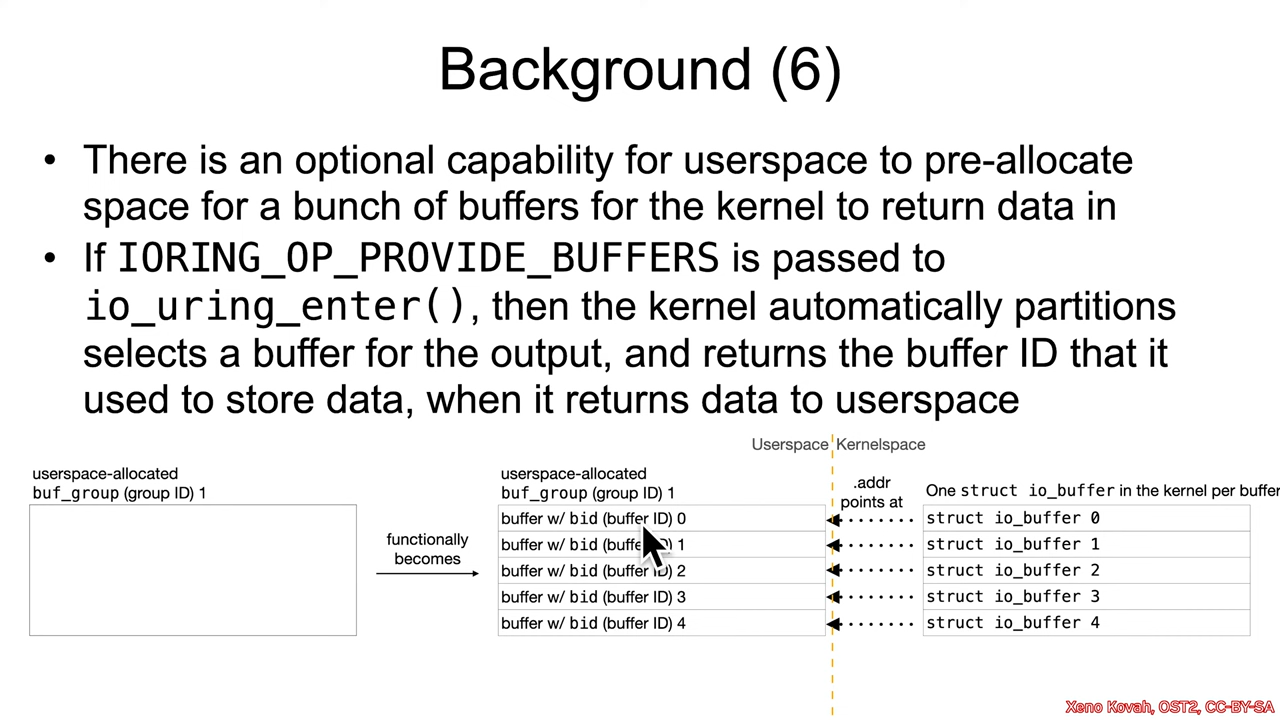 Background (6)
• There is an optional capability for userspace to pre-allocate
space for a bunch of buffers for the kernel to return data in
• If IORING_OP_PROVIDE_BUFFERS is passed to
io_uring_enter(), then the kernel automatically partitions
selects a buffer for the output, and returns the buffer ID that it
used to store data, when it returns data to userspace
Userspace Kernelspace
userspace-allocated
buf_group (group ID) 1
functionally
becomes
userspace-allocated
buf_group (group ID) 1
buffer w/ bid (buffer ID) 0
buffer w/ bid (buffer ID) 1
buffer w/ bid (buffer ID) 2
buffer w/ bid (buffer ID) 3
buffer w/ bid (buffer ID) 4
.addr
points at
One struct io_buffer in the kernel per buffer
struct io_buffer 0
struct io_buffer 1
struct io_buffer 2
struct io_buffer 3
struct io_buffer 4
Xeno Kovah, OST2, CC-BY-SA